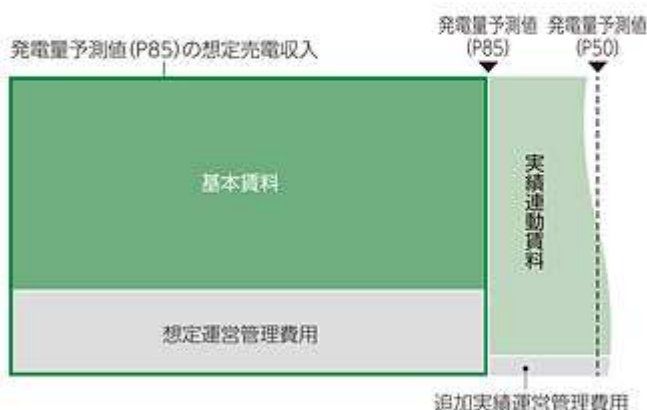 発電量予測値(P85)の想定売電収入
発電量予測値
(P85)
発電量予測値
(P50)
基本賃料
実績連動賃料
想定運営管理費用
追加実績運営管理費用